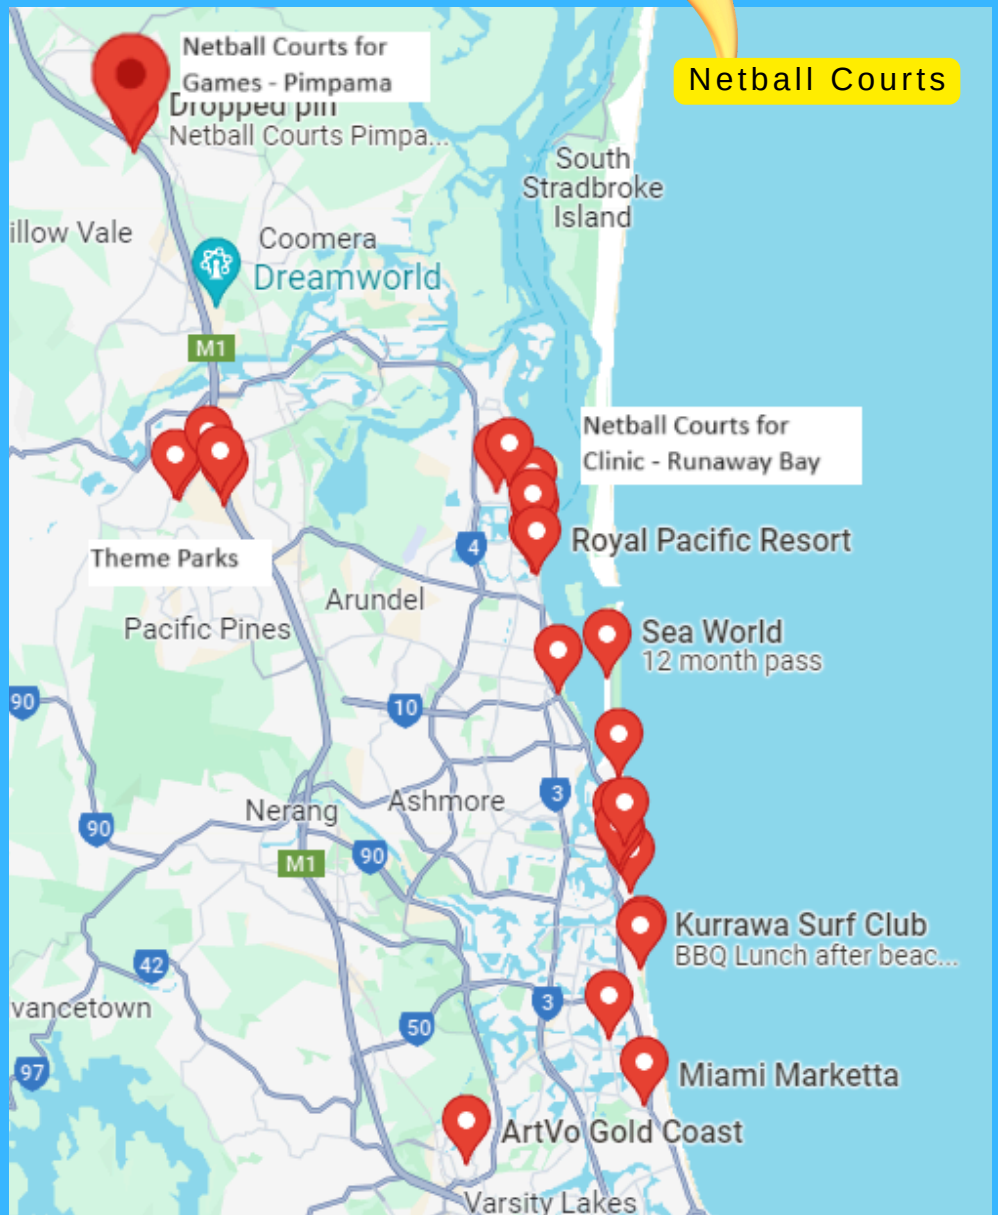 Netball Courts
Netball Courts for
Games - Pimpama
Dropped pin
Netball Courts Pimpa...
South
Stradbroke
Island
illow Vale
Coomera
Dreamworld
M1
Netball Courts for
Clinic - Runaway Bay
4
Royal Pacific Resort
Theme Parks
Arundel
Pacific Pines
Sea World
12 month pass
90
10
3
Ashmore
Nerang
90
M1
90
Kurrawa Surf Club
BBQ Lunch after beac...
42
3
vancetown
50
97
Miami Marketta
ArtVo Gold Coast
Varsity Lakes